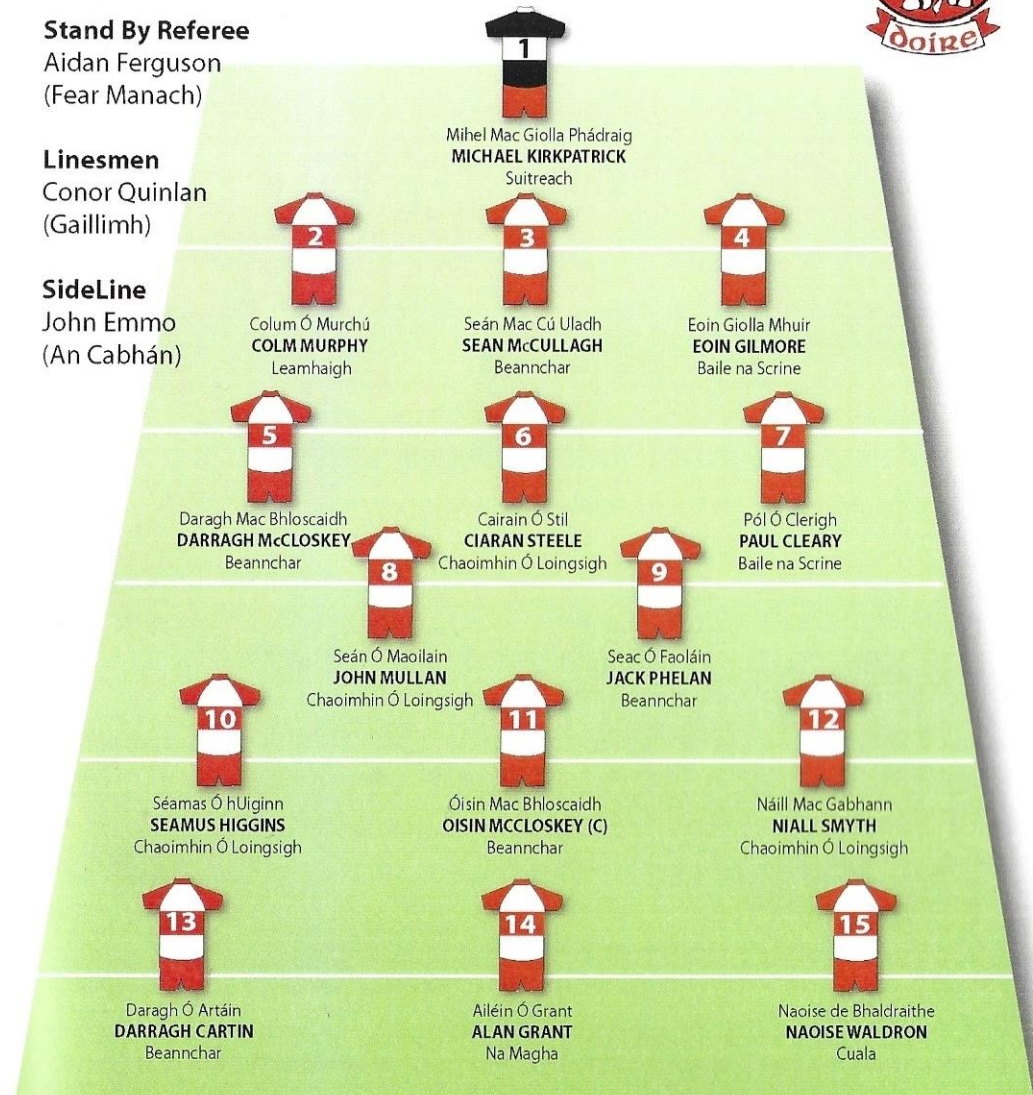 Stand By Referee
Aidan Ferguson
(Fear Manach)
Linesmen
Conor Quinlan
(Gaillimh)
SideLine
John Emmo
(An Cabhán)
doire
1
Mihel Mac Giolla Phádraig
MICHAEL KIRKPATRICK
Suitreach
2
Colum Ó Murchú
COLM MURPHY
Leamhaigh
3
Seán Mac Cú Uladh
SEAN McCULLAGH
Beannchar
4
Eoin Giolla Mhuir
EOIN GILMORE
Baile na Scrine
5
Daragh Mac Bhloscaidh
DARRAGH McCLOSKEY
Beannchar
6
Cairain Ó Stil
CIARAN STEELE
Chaoimhin Ó Loingsigh
7
Pól Ó Clerigh
PAUL CLEARY
Baile na Scrine
8
Seán Ó Maoilain
JOHN MULLAN
Chaoimhin Ó Loingsigh
9
Seac Ó Faoláin
JACK PHELAN
Beannchar
10
Séamas Ó hUiginn
SEAMUS HIGGINS
Chaoimhin Ó Loingsigh
11
Óisin Mac Bhloscaidh
OISIN MCCLOSKEY (C)
Beannchar
12
Náill Mac Gabhann
NIALL SMYTH
Chaoimhin Ó Loingsigh
13
Daragh Ó Artáin
DARRAGH CARTIN
Beannchar
14
Ailéin Ó Grant
ALAN GRANT
Na Magha
15
Naoise de Bhaldraithe
NAOISE WALDRON
Cuala